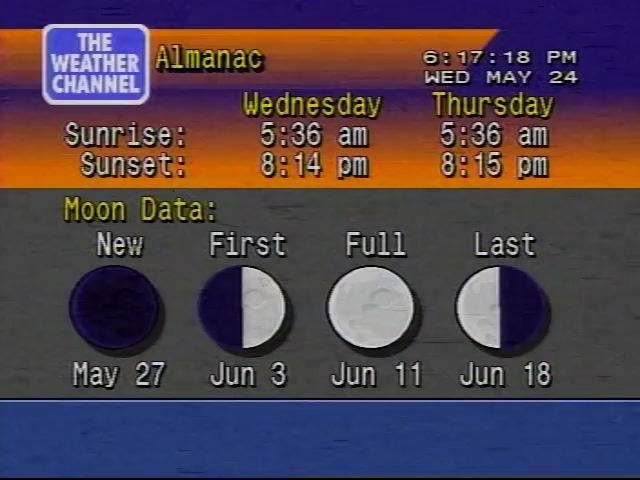 THE
WEATHER
CHANNEL
Almanac
6:17:18 PM
WED MAY 24
Wednesday Thursday
Sunrise: 5:36 am 5:36 am
Sunset: 8:14 pm 8:15 pm
Moon Data:
New First Full Last
May 27 Jun 3 Jun 11 Jun 18